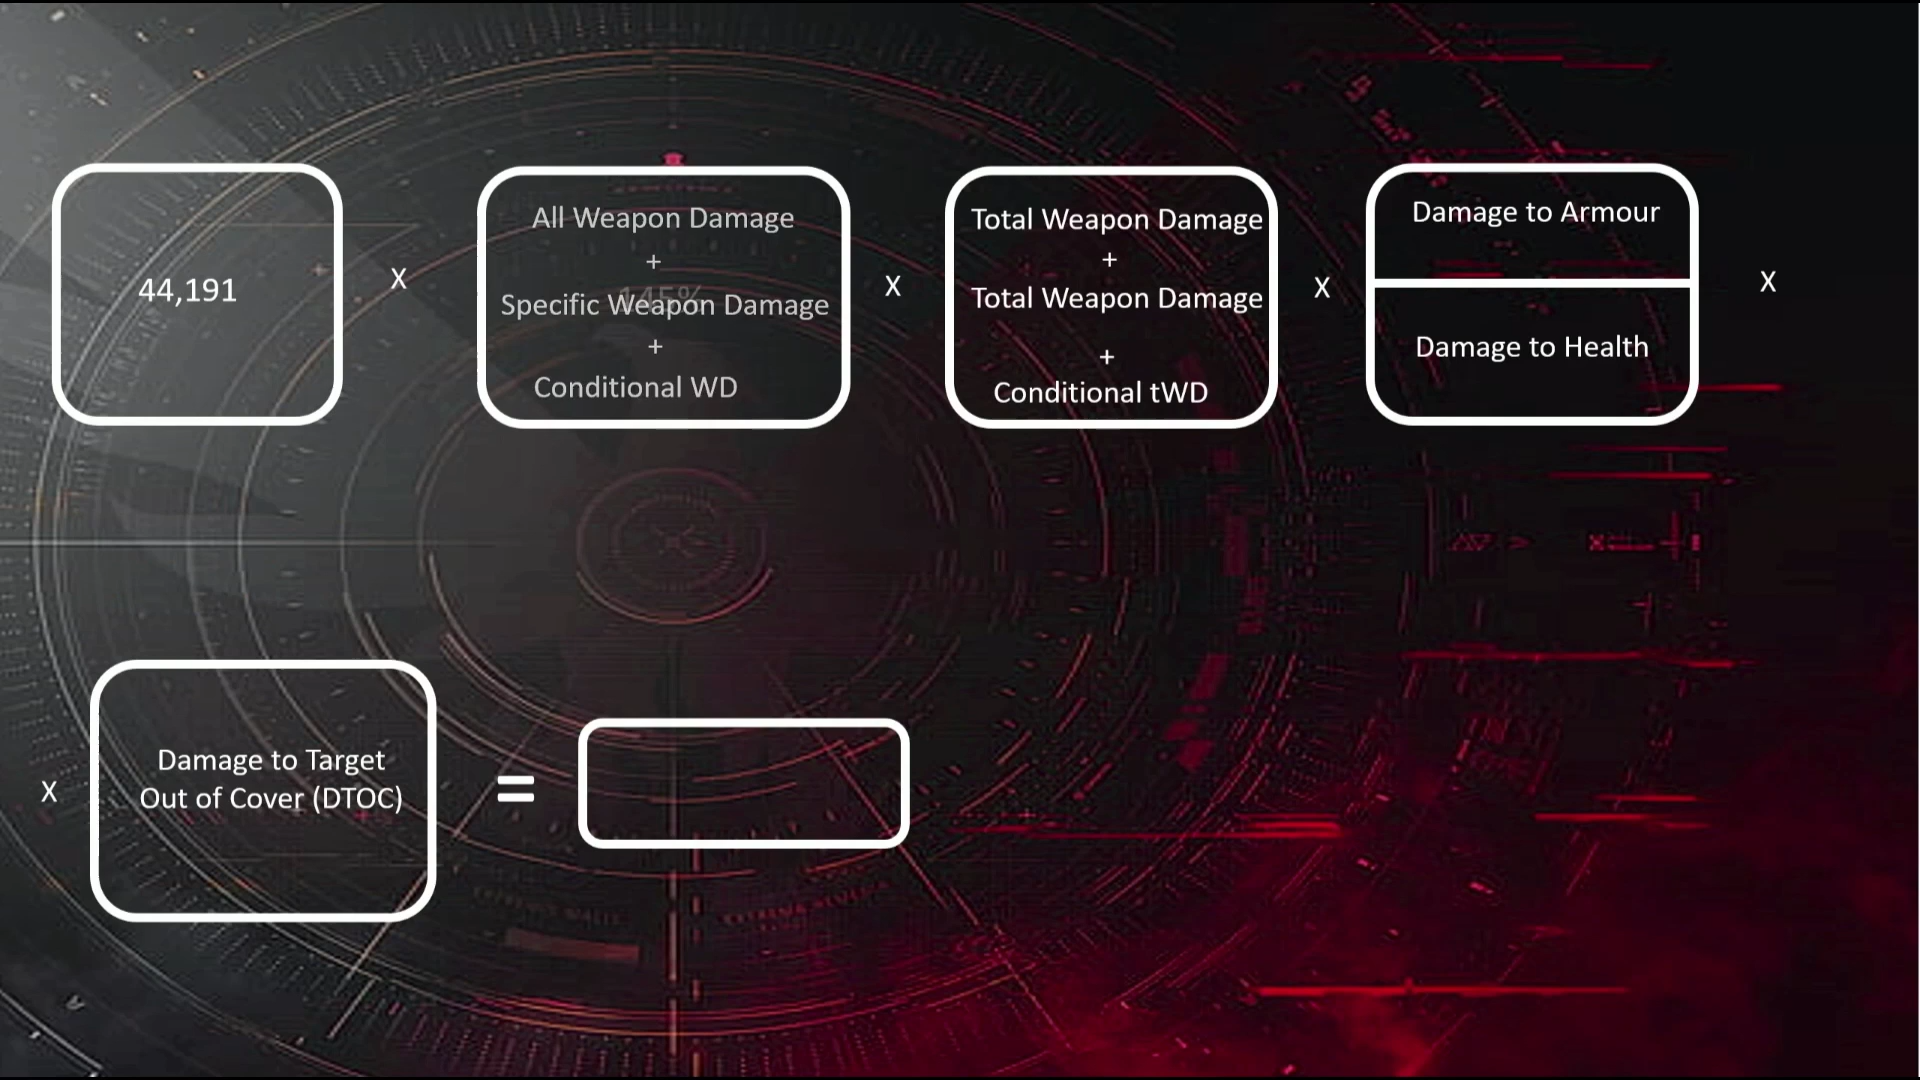 44,191
X
All Weapon Damage
+
Specific Weapon Damage
+
Conditional WD
145%
X
Total Weapon Damage
+
Total Weapon Damage
+
Conditional tWD
X
Damage to Armour
Damage to Health
X
X
Damage to Target
Out of Cover (DTOC)
=